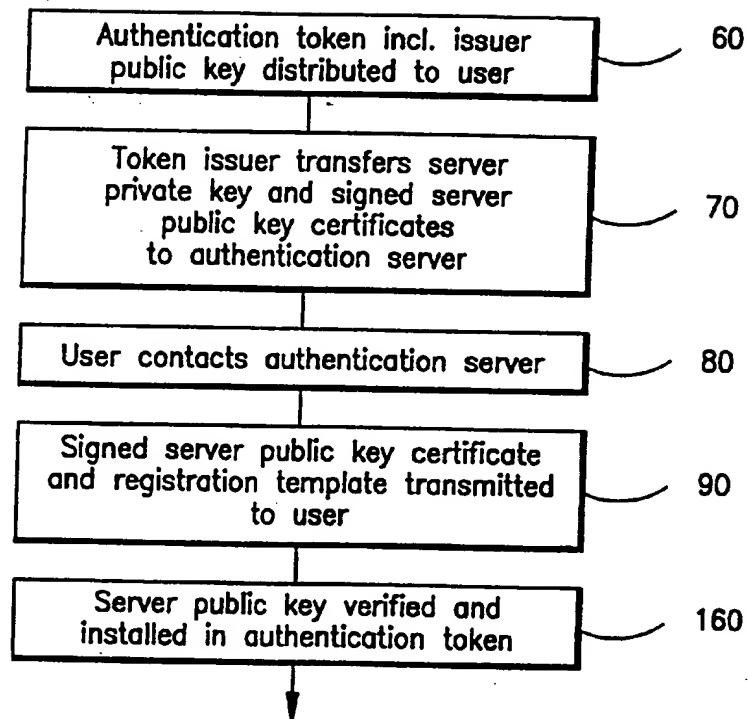 Authentication token incl. issuer
public key distributed to user
60
Token issuer transfers server
private key and signed server
public key certificates
to authentication server
70
User contacts authentication server
80
Signed server public key certificate
and registration template transmitted
to user
90
Server public key verified and
installed in authentication token
160